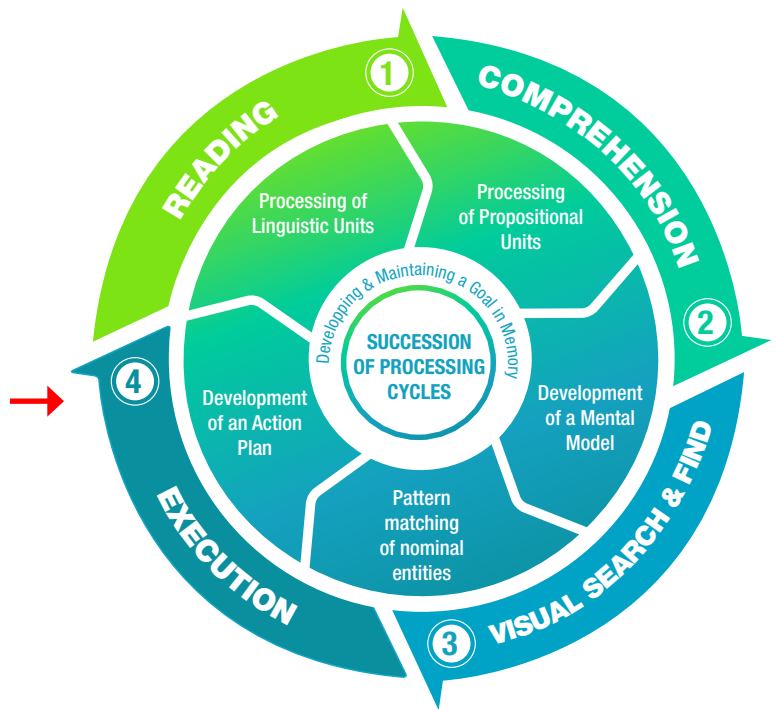 1
READING
COMPREHENSION
2
VISUAL SEARCH & FIND
3
EXECUTION
4
Processing of
Linguistic Units
Processing
of Propositional
Units
Development
of a Mental
Model
Pattern
matching
of nominal
entities
Development
of an Action
Plan
Developping & Maintaining a Goal in Memory
SUCCESSION
OF PROCESSING
CYCLES